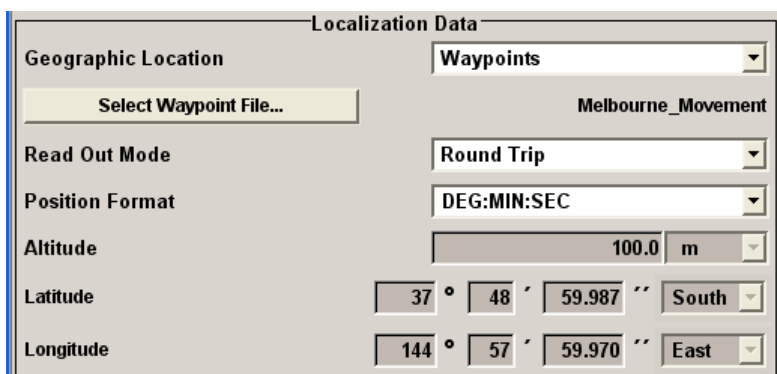 Localization Data
Geographic Location Waypoints
Select Waypoint File... Melbourne_Movement
Read Out Mode Round Trip
Position Format DEG:MIN:SEC
Altitude 100.0 m
Latitude 37 ° 48 ′ 59.987 ′′ South
Longitude 144 ° 57 ′ 59.970 ′′ East